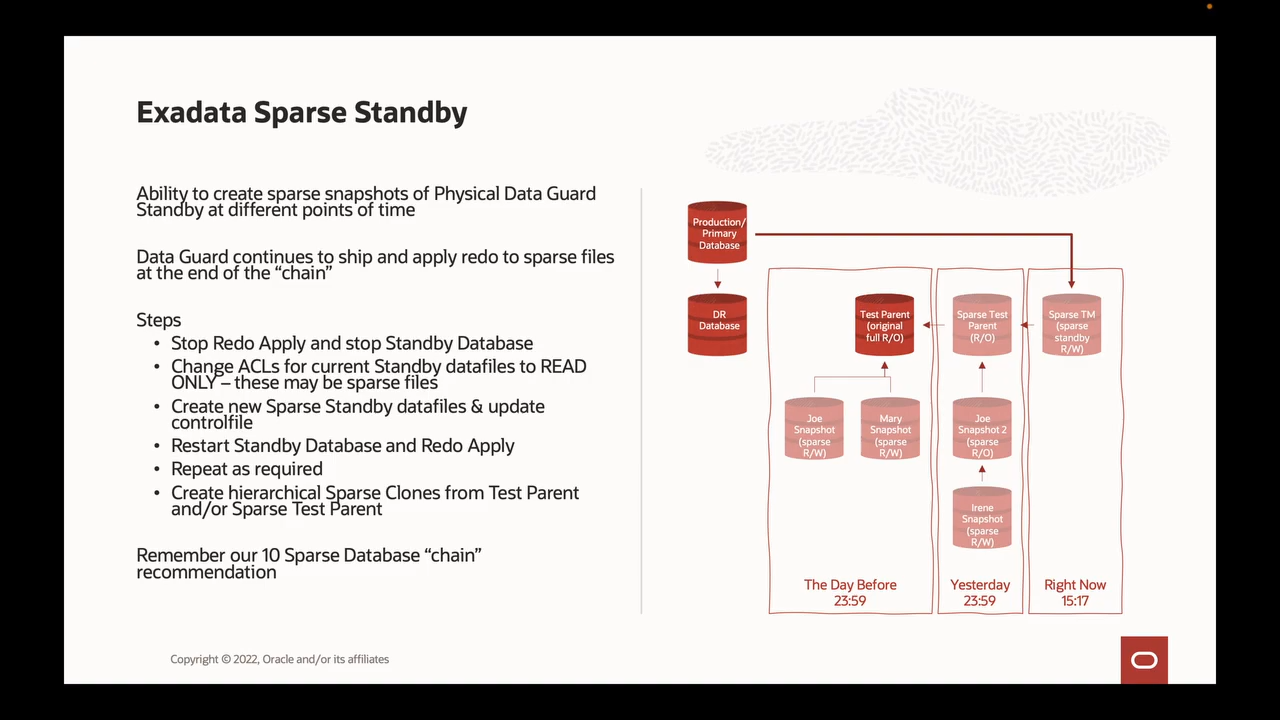 Exadata Sparse Standby
Ability to create sparse snapshots of Physical Data Guard
Standby at different points of time
Data Guard continues to ship and apply redo to sparse files
at the end of the “chain”
Steps
• Stop Redo Apply and stop Standby Database
• Change ACLs for current Standby datafiles to READ
ONLY – these may be sparse files
• Create new Sparse Standby datafiles & update
controlfile
• Restart Standby Database and Redo Apply
• Repeat as required
• Create hierarchical Sparse Clones from Test Parent
and/or Sparse Test Parent
Remember our 10 Sparse Database “chain”
recommendation
Production/
Primary
Database
DR
Database
Test Parent
(original
full R/O)
Sparse Test
Parent
(R/O)
Sparse TM
(sparse
standby
R/W)
Joe
Snapshot
(sparse
R/W)
Mary
Snapshot
(sparse
R/W)
Joe
Snapshot 2
(sparse
R/O)
Irene
Snapshot
(sparse
R/W)
The Day Before
23:59
Yesterday
23:59
Right Now
15:17
Copyright © 2022, Oracle and/or its affiliates